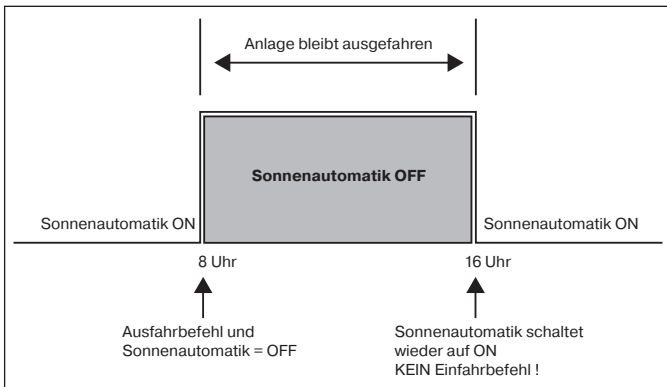 Anlage bleibt ausgefahren
Sonnenautomatik OFF
Sonnenautomatik ON
Sonnenautomatik ON
8 Uhr
16 Uhr
Ausfahrbefehl und
Sonnenautomatik = OFF
Sonnenautomatik schaltet
wieder auf ON
KEIN Einfahrbefehl !